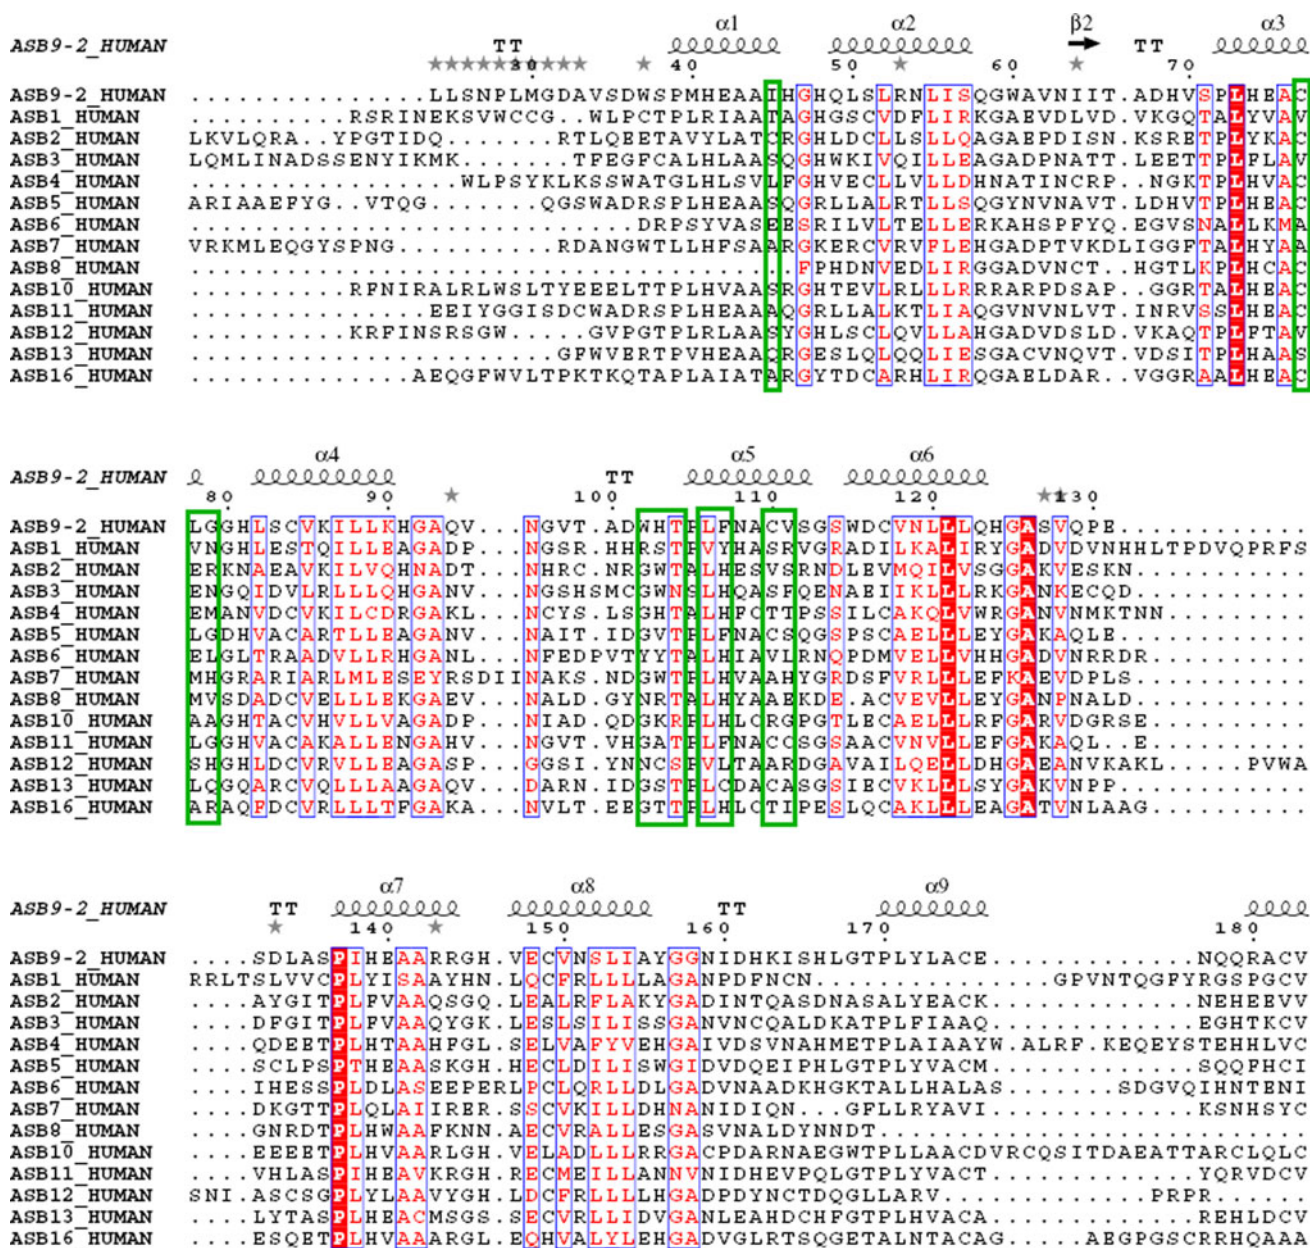 α1 α2 β2 α3
ASB9-2_HUMAN TT TT
30 40 50 60 70
ASB9-2_HUMAN ..............LLSNPLMGDAVSDWSPMHEAAIHGHQLSLRNLISQGWAVNIIT.ADHVSPLHEAC
ASB1_HUMAN ..........RSRINEKSVWCCG..WLPCTPLRIAATAGHGSCVDFLIRKGAEVDLVD.VKGQTALYVAV
ASB2_HUMAN LKVLQRA..YPGTIDQ......RTLQEETAVYLATCRGHLDCLLSLLQAGAEPDISN.KSRETPLYKAC
ASB3_HUMAN LQMLINADSSENYIKMK.......TFEGFCALHLAASQGHWKIVQILLEAGADPNATT.LEETTPLFLAV
ASB4_HUMAN .................WLPSYKLKSSWATGLHLSVLFGHVECLLVLLDHNATINCRP..NGKTPLHVAC
ASB5_HUMAN ARIAAEFYG..VTQG.......QGSWADRSPLHEAASQGRLLALRTLLSQGYNVNAVT.LDHVTPLHEAC
ASB6_HUMAN ............................DRPSYVASEESRILVLTELLERKAHSPFYQ.EGVSNALLKMA
ASB7_HUMAN VRKMLEQGYSPNG..........RDANGWTLLHFSAARGKERCVRVFLEHGADPTVKDLIGGFTALHYAA
ASB8_HUMAN .....................................FPHDNVEDLIRGGADVNCT..HGTLKPLHCAC
ASB10_HUMAN ..........RFNIRALRLWSLTYEEELTTPLHVAASRGHTEVLRLLLRRRARPDSAP..GGRTALHEAC
ASB11_HUMAN ...............EEIYGGISDCWADRSPLHEAAAQGRLLALKTLIAQGVNVNLVT.INRVSSLHEAC
ASB12_HUMAN ..........KRFINSRSGW.....GVPGTPLRLAASYGHLSCLQVLLAHGADVDSLD.VKAQTPLFTAV
ASB13_HUMAN .......................GFWVERTPVHEAAQRGESLQLQQLIESGACVNQVT.VDSITPLHAAS
ASB16_HUMAN ..............AEQGFWVLTPKTKQTAPLAIATARGYTDCARHLIRQGAELDAR..VGGRAALHEAC
α4 α5 α6
ASB9-2_HUMAN TT
80 90 100 110 120 130
ASB9-2_HUMAN LGGHLSCVKILLKHGAQV...NGVT.ADWHTPLFNACVSGSWDCVNLLLQHGASVQPE.............
ASB1_HUMAN VNGHLESTQILLEAGADP...NGSR.HHRSTPVYHASRVGRADILKALIRYGADVDVNHHLTPDVQPRFS
ASB2_HUMAN ERKNAEAVKILVQHNADT...NHRC.NRGWTALHESVSRNDLEVMQILVSGGAKVESKN...........
ASB3_HUMAN ENGQIDVLRLLLQHGANV...NGSHSMCGWNSLHQASFQENAEIIKLLLRKGANKECQD...........
ASB4_HUMAN EMANVDCVKILCDRGAKL...NCYS.LSGHTALHFCTTPSSILCAKQLVWRGANVNMKTNN.........
ASB5_HUMAN LGDHVACARTLLEAGANV...NAIT.IDGVTPLFNACSQGSPSCAELLLEYGAKAQLE............
ASB6_HUMAN ELGLTRAADVLLRHGANL...NFEDPVTYYTALHIAVLRNQPDMVELLVHHGADVNRRDR..........
ASB7_HUMAN MHGRARIARLMLESEYRSDIINAKS.NDGWTPLHVAAHYGRDSFVRLLLEFKAEVDPLS...........
ASB8_HUMAN MVSDADCVELLLEKGAEV...NALD.GYNRTALHYAAEKDE.ACVEVLLEYGANPNALD...........
ASB10_HUMAN AAGHTACVHVLLVAGADP...NIAD.QDGKRPLHLCRGPGTLECAELLLRFGARVDGRSE..........
ASB11_HUMAN LGGHVACAKALLENGAHV...NGVT.VHGATPLFNACCSGSAACVNVLLEFGAKAQL..E..........
ASB12_HUMAN SHGHLDCVRVLLEAGASP...GGSI.YNNCSPVLTAARDGAVAILQELLDHGAEANVKAKL.....PVWA
ASB13_HUMAN LQGQARCVQLLLAAGAQV...DARN.IDGSTPLCDACASGSIECVKLLLSYGAKVNPP............
ASB16_HUMAN ARAQFDCVRLLLTFGAKA...NVLT.EEGTTPLHLCTIPESLQCAKLLLEAGATVNLAAG..........
α7 α8 α9
ASB9-2_HUMAN TT TT
140 150 160 170 180
ASB9-2_HUMAN ....SDLASPIHEAARRGH.VECVNSLIAYGGNIDHKISHLGTPLYLACE.............NQQRACV
ASB1_HUMAN RRLTSLVVCPLYISAAYHN.LQCFRLLLLAGANPDFNCN...............GPVNTQGFYRGSPGCV
ASB2_HUMAN ....AYGITPLFVAAQSGQ.LEALRFLAKYGADINTQASDNASALYEACK.............NEHEEVV
ASB3_HUMAN ....DFGITPLFVAAQYGK.LESLSILISSGANVNCQALDKATPLFIAAQ.............EGHTKCV
ASB4_HUMAN ....QDEETPLHTAAHFGL.SELVAFYVEHGAIVDSVNAHMETPLAIAAYW.ALRF.KEQEYSTEHHLVC
ASB5_HUMAN ....SCLPSPTHEAASKGH.HECLDILISWGIDVDQEIPHLGTPLYVACM.............SQQFHCI
ASB6_HUMAN ....IHESSPLDLASEEPERLPCLQRLLDLGADVNAADKHGKTALLHALAS........SDGVQIHNTENI
ASB7_HUMAN ....DKGTTPLQLAIIRER.SSCVKILLDHNANIDIQN...GFLLRYAVI.............KSNHSYC
ASB8_HUMAN ....GNRDTPLHWAAFKNN.AECVRALLESGASVNALDYNNDT...........................
ASB10_HUMAN ....EEEETPLHVAARLGH.VELADLLLRRGACPDARNAEGWTPLLAACDVRCQSITDAEATTARCLQLC
ASB11_HUMAN ....VHLASPIHEAVKRGH.RECMEILLANNVNIDHEVPQLGTPLYVACT.............YQRVDCV
ASB12_HUMAN SNI.ASCSGPLYLAAVYGH.LDCFRLLLLHGADPDYNCTDQGLLARV.............PRPR......
ASB13_HUMAN ....LYTASPLHEACMSGS.SECVRLLIDVGANLEAHDCHFGTPLHVACA.............REHLDCV
ASB16_HUMAN ....ESQETPLHVAAARGL.EQHVALYLEHGADVGLRTSQGETALNTACAG......AEGPGSCRRHQAAA